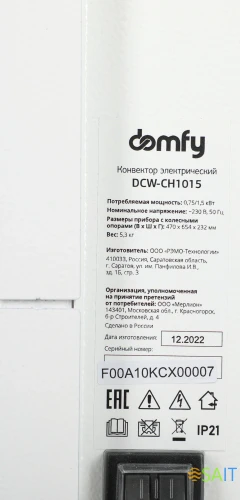 domfy
Конвектор электрический
DCW-CH1015
Потребляемая мощность: 0,75/1,5 кВт
Номинальное напряжение: ~230 В, 50 Гц
Размеры прибора с колесными
опорами (В х Ш х Г): 470 х 654 х 232 мм
Вес: 5,3 кг
Изготовитель: ООО «РЭМО-Технологии»
410033, Россия, Саратовская область,
г. Саратов, ул. им. Панфилова И.В.,
зд. 1Б, стр. 3
Организация, уполномоченная
на принятие претензий
от потребителей: ООО «Мерлион»
143401, Московская обл., г. Красногорск,
б-р Строителей, д. 4
Сделано в России
Дата изготовления: 12.2022
Серийный номер:
F00A10KCX00007
EAC
IP21
SAIT